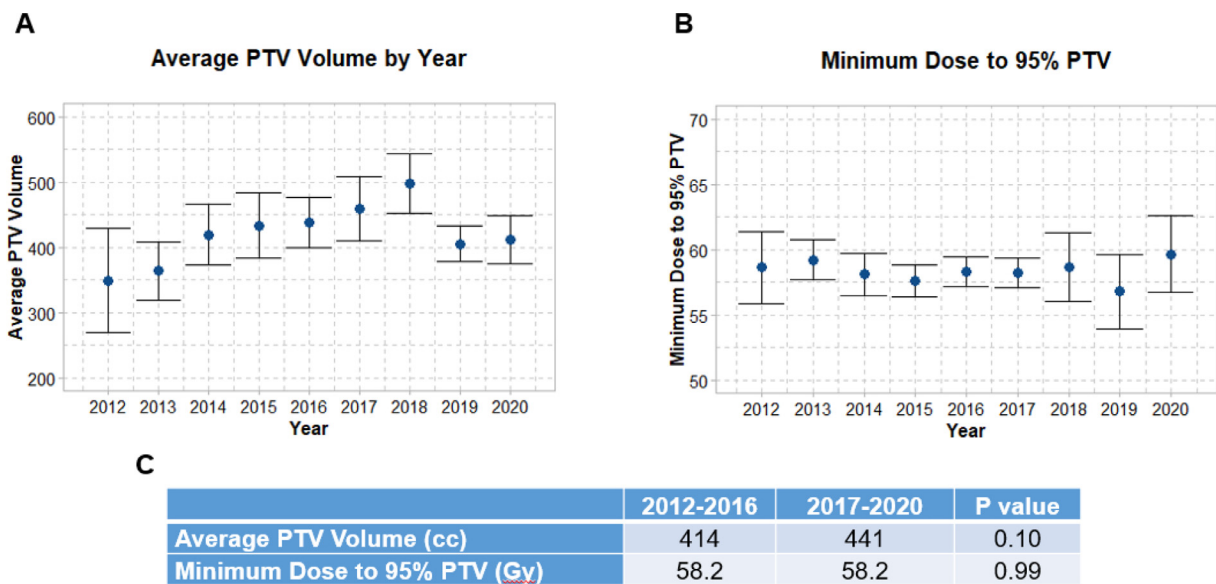 A
Average PTV Volume by Year
Average PTV Volume
600
500
400
300
200
2012 2013 2014 2015 2016 2017 2018 2019 2020
Year
B
Minimum Dose to 95% PTV
Minimum Dose to 95% PTV
70
65
60
55
50
2012 2013 2014 2015 2016 2017 2018 2019 2020
Year
C
2012-2016 2017-2020 P value
Average PTV Volume (cc) 414 441 0.10
Minimum Dose to 95% PTV (Gy) 58.2 58.2 0.99